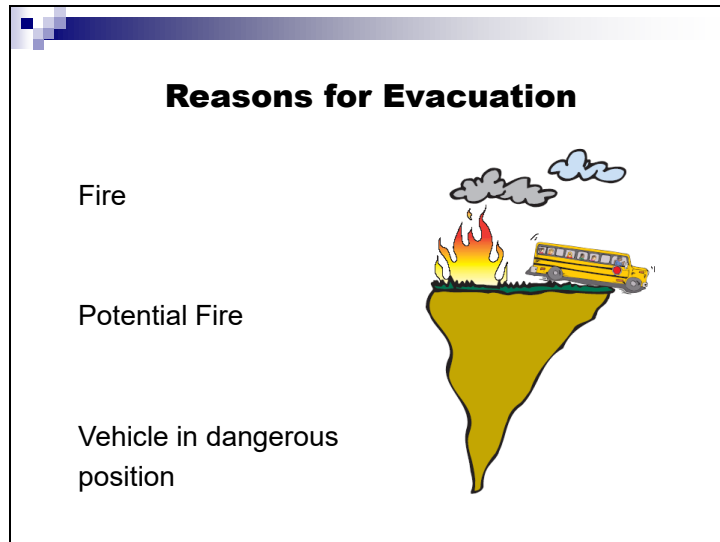 Reasons for Evacuation
Fire
Potential Fire
Vehicle in dangerous
position